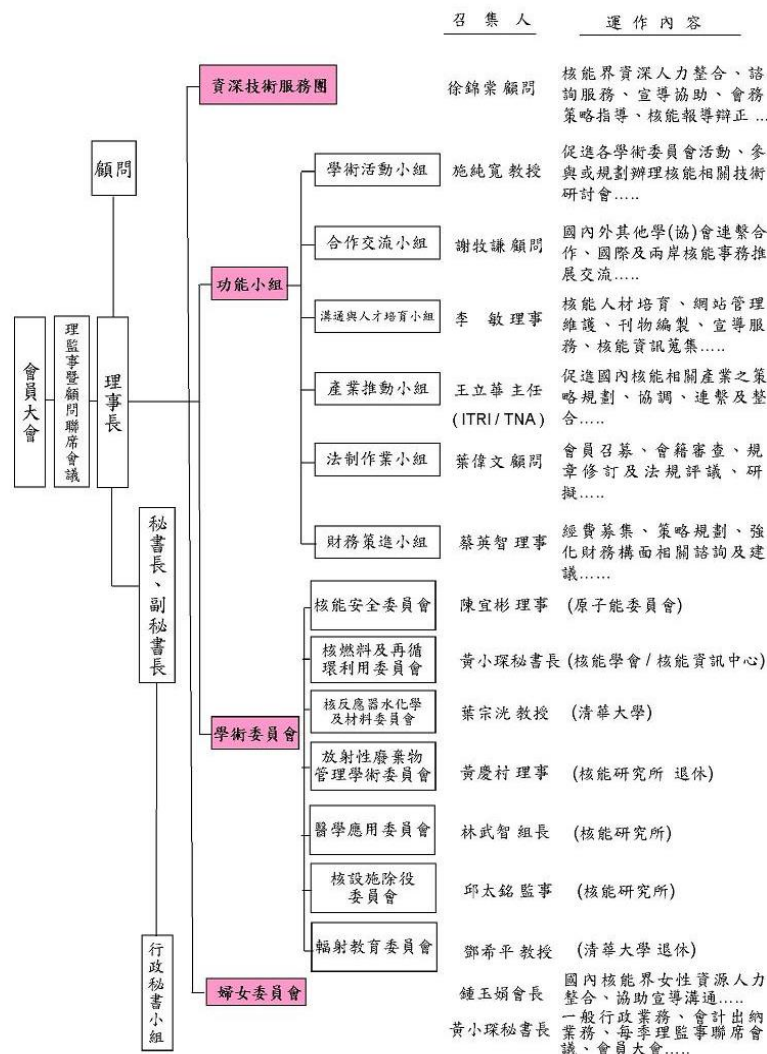 召集人 運作內容
資深技術服務團 徐錦棠 顧問
核能界資深人力整合、諮
詢服務、宣導協助、會務
策略指導、核能報導辯正 ...
顧問
學術活動小組 施純寬 教授
促進各學術委員會活動、參
與或規劃辦理核能相關技術
研討會.....
合作交流小組 謝牧謙 顧問
國內外其他學(協)會連繫合
作、國際及兩岸核能事務推
展交流.....
功能小組
溝通與人才培育小組 李 敏 理事
核能人材培育、網站管理
維護、刊物編製、宣導服
務、核能資訊蒐集.....
會員大會
理監事暨顧問聯席會議
理事長
產業推動小組 王立華 主任
(ITRI / TNA)
促進國內核能相關產業之策
略規劃、協調、連繫及整
合.....
法制作業小組 葉偉文 顧問
會員召募、會籍審查、規
章修訂及法規評議、研
擬.....
財務策進小組 蔡英智 理事
經費募集、策略規劃、強
化財務構面相關諮詢及建
議......
秘書長、副秘書長
核能安全委員會 陳宜彬 理事 (原子能委員會)
核燃料及再循
環利用委員會
黃小琛秘書長 (核能學會 / 核能資訊中心)
學術委員會
核反應器水化學
及材料委員會
葉宗洸 教授 (清華大學)
放射性廢棄物
管理學術委員會
黃慶村 理事 (核能研究所 退休)
醫學應用委員會 林武智 組長 (核能研究所)
核設施除役
委員會
邱太銘 監事 (核能研究所)
輻射教育委員會 鄧希平 教授 (清華大學 退休)
婦女委員會 鍾玉娟會長
國內核能界女性資源人力
整合、協助宣導溝通.....
行政秘書小組
黃小琛秘書長
一般行政業務、會計出納
業務、每季理監事聯席會
議、會員大會.....